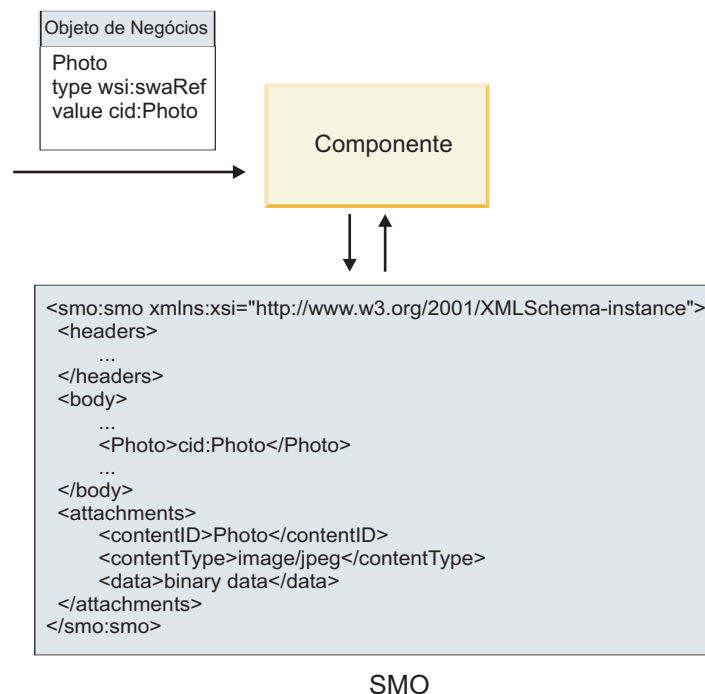 Objeto de Negócios
Photo
type wsi:swaRef
value cid:Photo
Componente
<smo:smo xmlns:xsi="http://www.w3.org/2001/XMLSchema-instance">
<headers>
...
</headers>
<body>
...
<Photo>cid:Photo</Photo>
...
</body>
<attachments>
<contentID>Photo</contentID>
<contentType>image/jpeg</contentType>
<data>binary data</data>
</attachments>
</smo:smo>
SMO